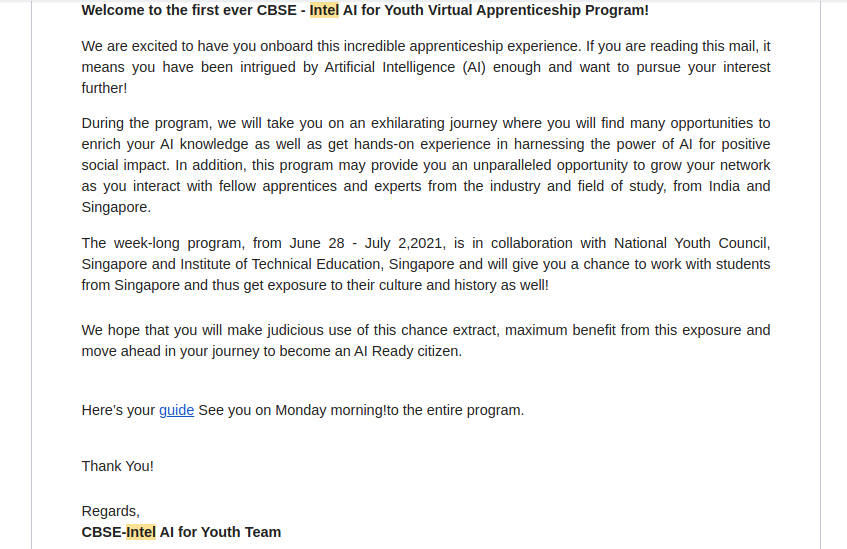 Welcome to the first ever CBSE - Intel AI for Youth Virtual Apprenticeship Program!
We are excited to have you onboard this incredible apprenticeship experience. If you are reading this mail, it
means you have been intrigued by Artificial Intelligence (AI) enough and want to pursue your interest
further!
During the program, we will take you on an exhilarating journey where you will find many opportunities to
enrich your AI knowledge as well as get hands-on experience in harnessing the power of AI for positive
social impact. In addition, this program may provide you an unparalleled opportunity to grow your network
as you interact with fellow apprentices and experts from the industry and field of study, from India and
Singapore.
The week-long program, from June 28 - July 2,2021, is in collaboration with National Youth Council,
Singapore and Institute of Technical Education, Singapore and will give you a chance to work with students
from Singapore and thus get exposure to their culture and history as well!
We hope that you will make judicious use of this chance extract, maximum benefit from this exposure and
move ahead in your journey to become an AI Ready citizen.
Here's your guide See you on Monday morning!to the entire program.
Thank You!
Regards,
CBSE-Intel AI for Youth Team